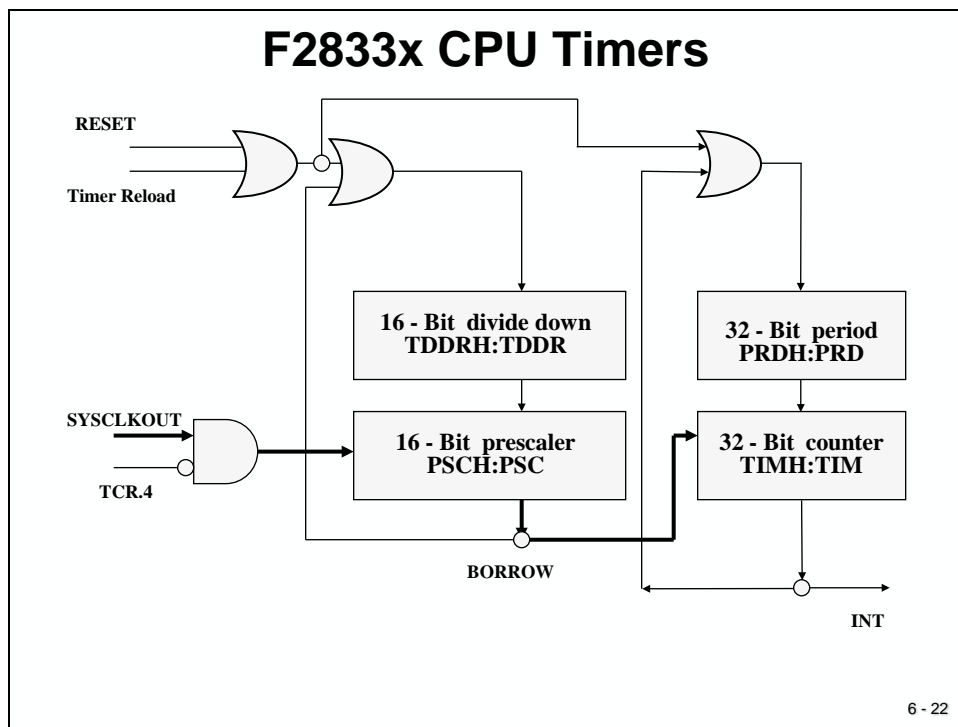 F2833x CPU Timers
RESET
Timer Reload
16 - Bit divide down
TDDRH:TDDR
32 - Bit period
PRDH:PRD
SYSCLKOUT
TCR.4
16 - Bit prescaler
PSCH:PSC
32 - Bit counter
TIMH:TIM
BORROW
INT
6 - 22